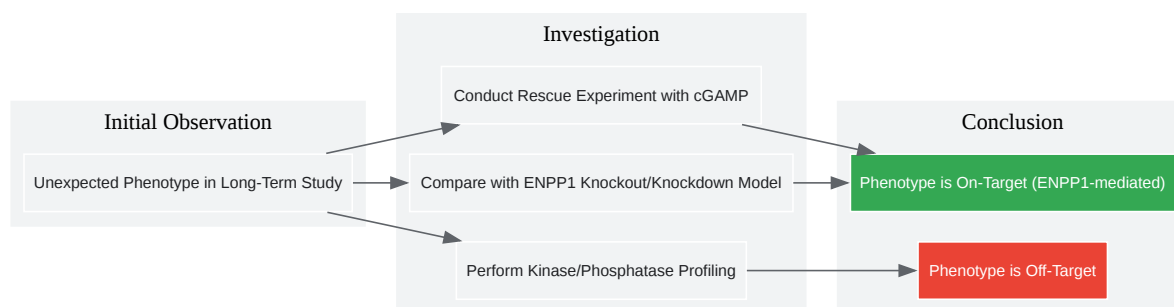 Investigation
Conduct Rescue Experiment with cGAMP
Initial Observation
Conclusion
Unexpected Phenotype in Long-Term Study
Compare with ENPP1 Knockout/Knockdown Model
Phenotype is On-Target (ENPP1-mediated)
Perform Kinase/Phosphatase Profiling
Phenotype is Off-Target